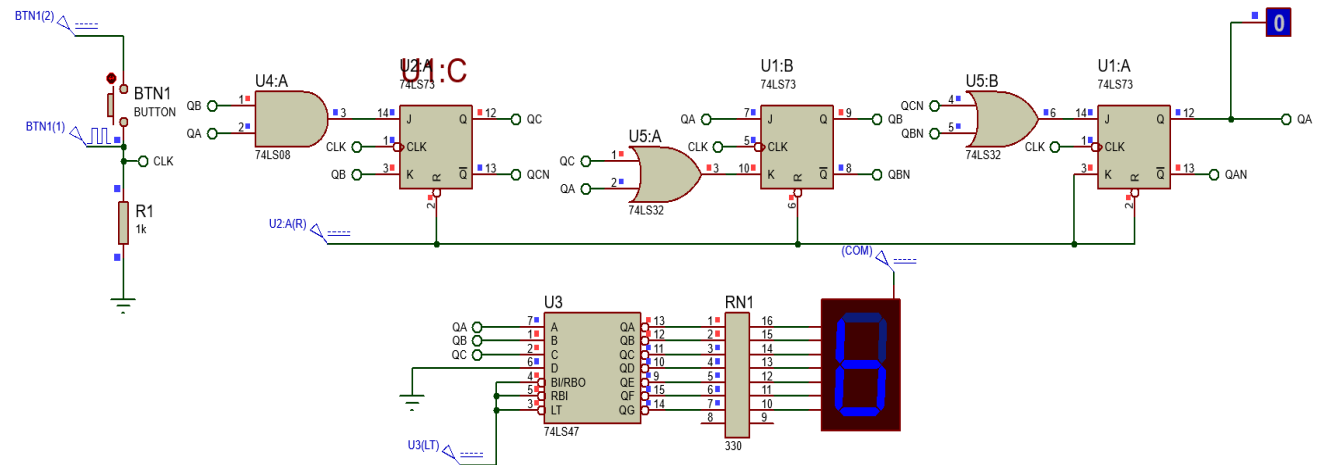 BTN1(2)
BTN1
BUTTON
BTN1(1)
CLK
R1
1k
U4:A
QB 1 3
QA 2
74LS08
U1:C
U2:A
74LS73
14 J Q 12 QC
CLK 1 CLK
QB 3 K Q 13 QCN
R
2
U5:A
QC 1 3
QA 2
74LS32
U1:B
74LS73
QA 7 J Q 9 QB
CLK 5 CLK
10 K Q 8 QBN
R
6
U5:B
QCN 4 6
QBN 5
74LS32
U1:A
74LS73
14 J Q 12 QA
CLK 1 CLK
3 K Q 13 QAN
R
2
0
U2:A(R)
(COM)
U3
QA 7 A QA 13
QB 1 B QB 12
QC 2 C QC 11
6 D QD 10
4 BI/RBO QE 9
5 RBI QF 15
3 LT QG 14
74LS47
U3(LT)
RN1
1 16
2 15
3 14
4 13
5 12
6 11
7 10
8 9
330
6